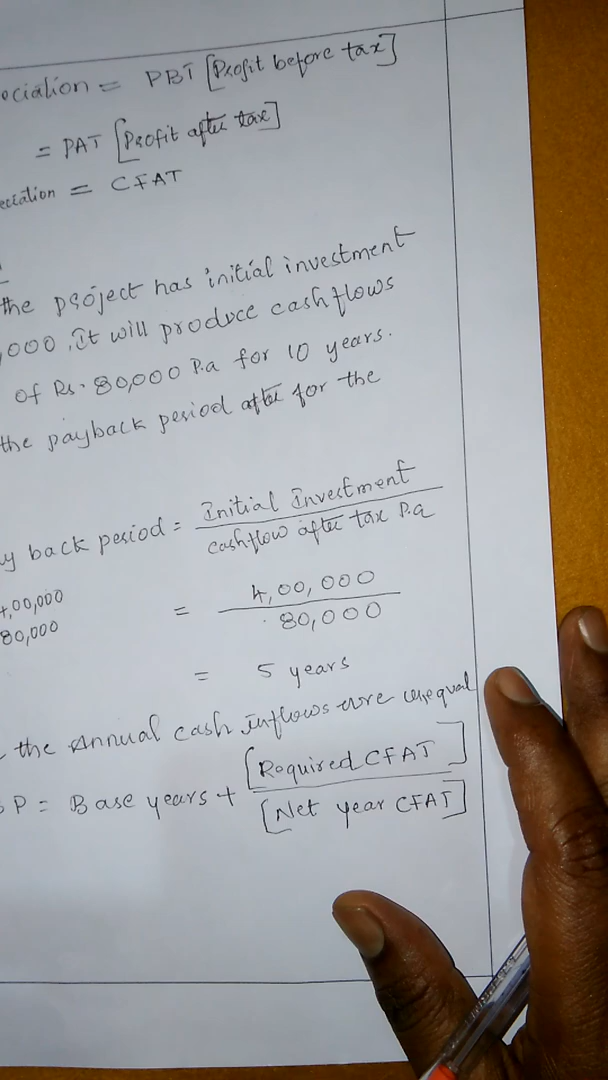 eciation = PBT [Profit before tax]
= PAT [Profit after tax]
eciation = CFAT
the project has initial investment
,000. It will produce cash flows
of Rs. 80,000 P.a for 10 years.
the payback period after for the
y back period = Initial Investment
cashflow after tax P.a
4,00,000
80,000
= 4,00,000
80,000
= 5 years
the Annual cash inflows are unequal
P = Base years + [Required CFAT]
[Net year CFAT]